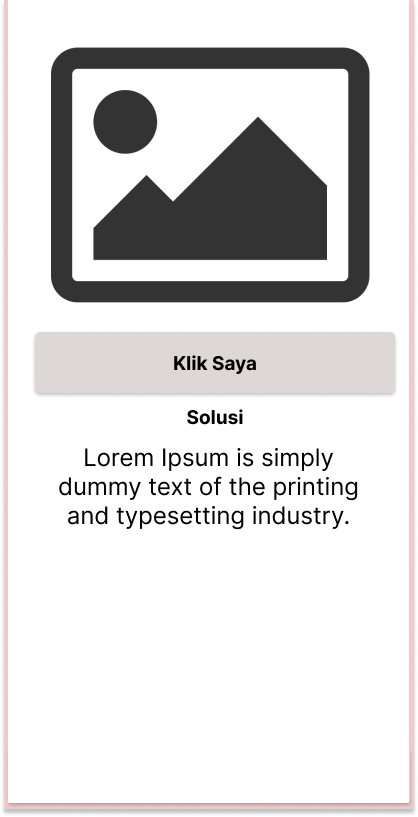 Klik Saya
Solusi
Lorem Ipsum is simply
dummy text of the printing
and typesetting industry.